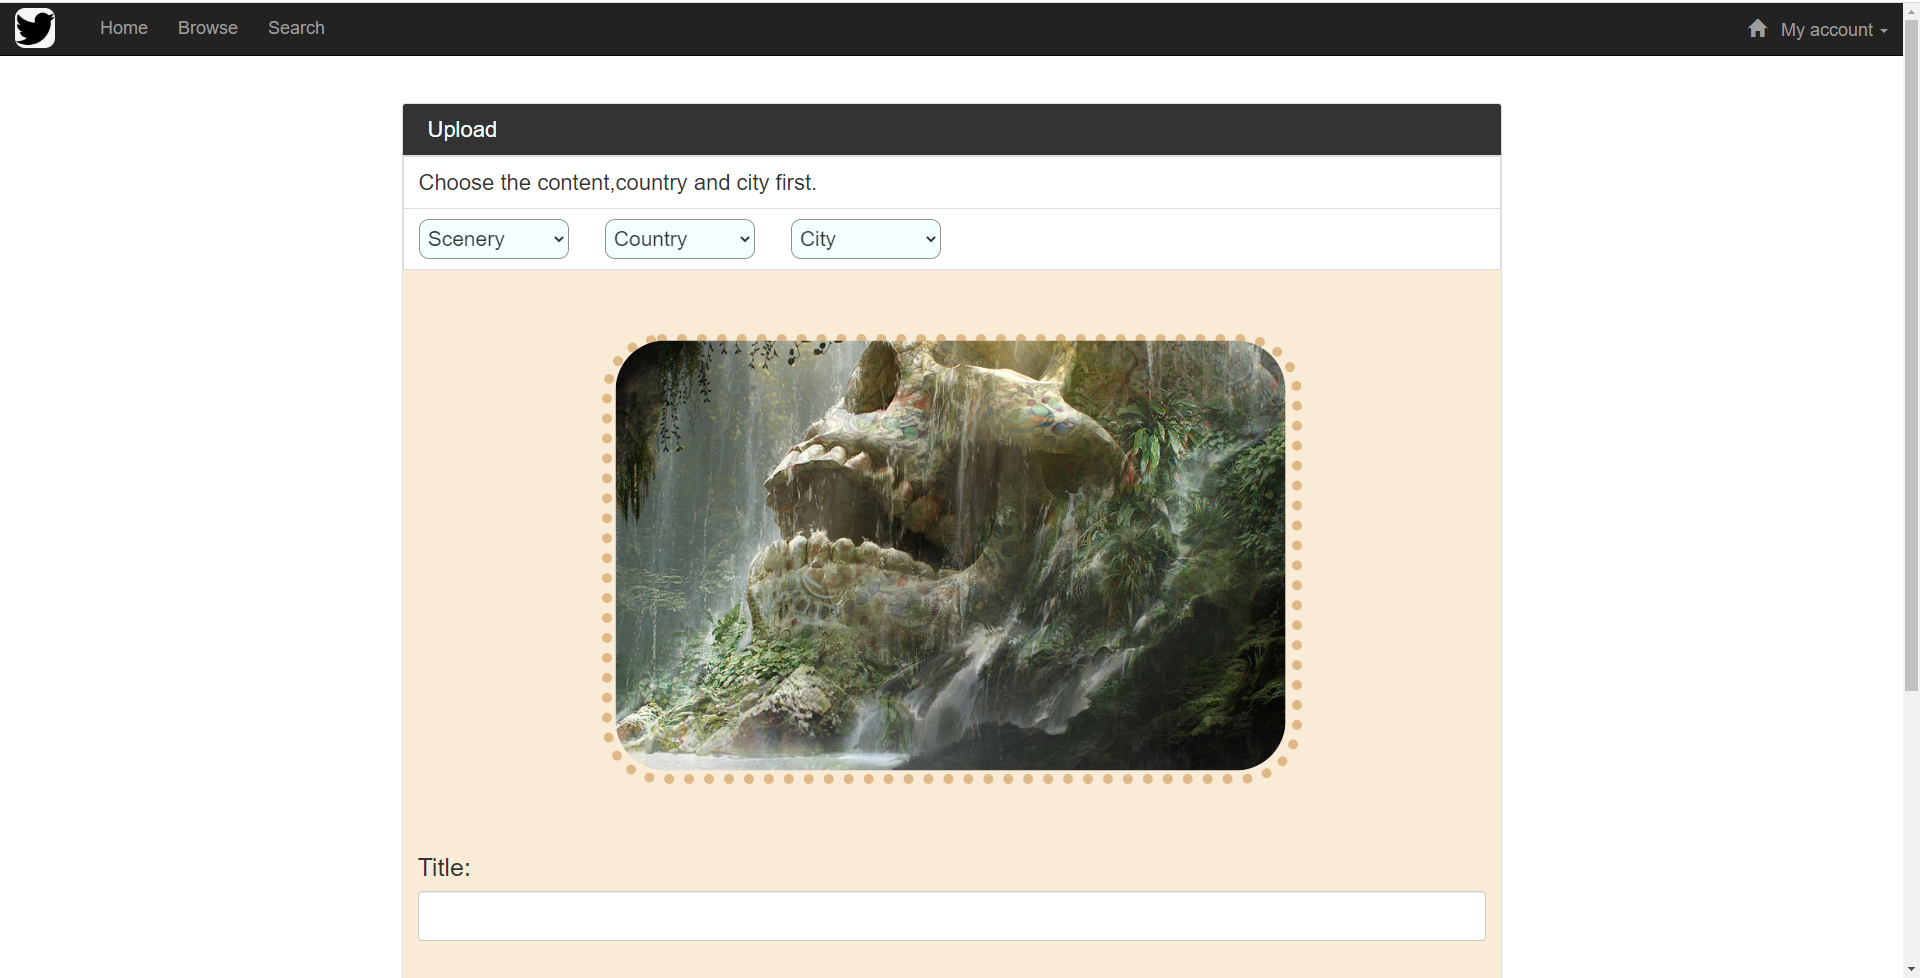 Home Browse Search My account
Upload
Choose the content,country and city first.
Scenery Country City
Title: